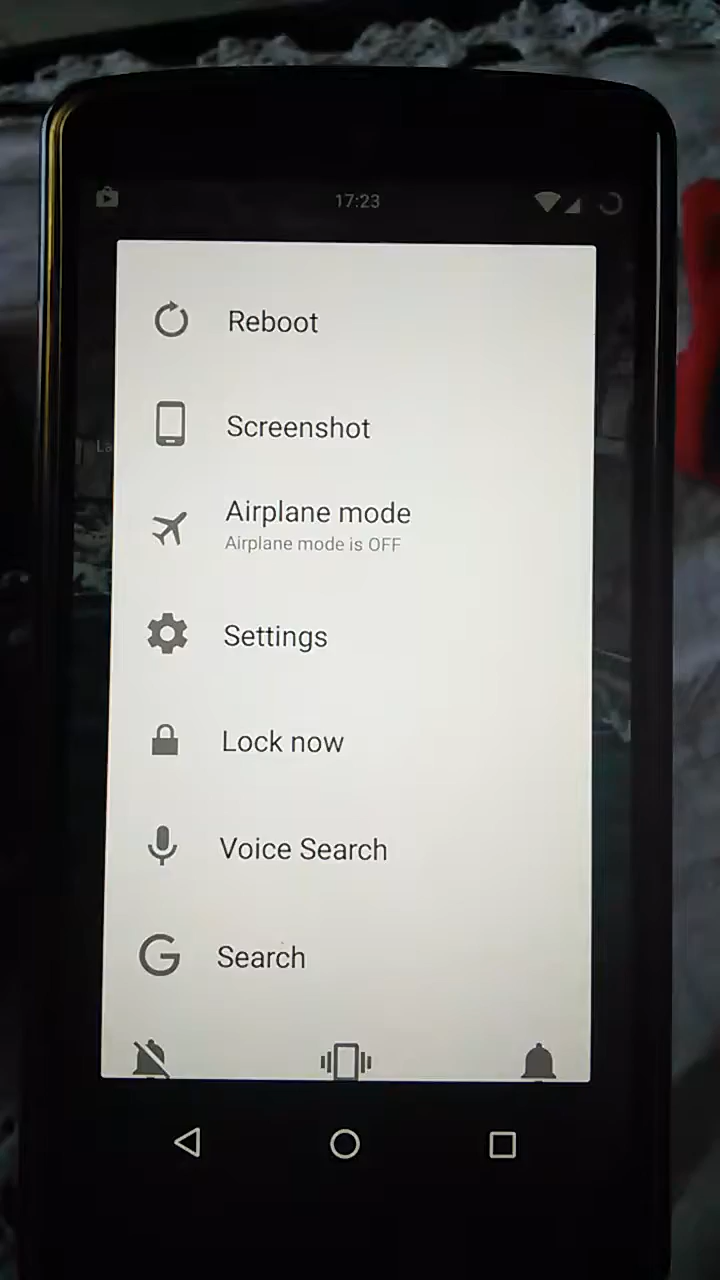 17:23
Reboot
Screenshot
Airplane mode
Airplane mode is OFF
Settings
Lock now
Voice Search
Search